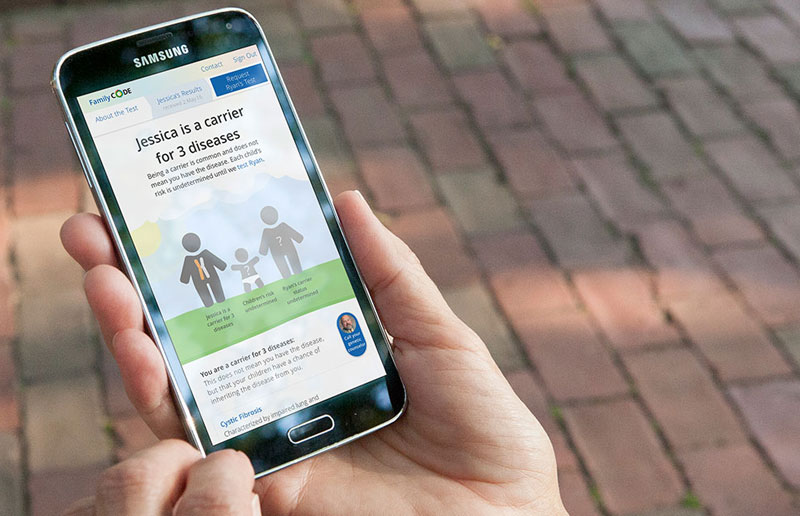 SAMSUNG
FamilyCODE
Contact
Sign Out
About the Test
Jessica's Results
Request
Ryan's Test
Jessica is a carrier
for 3 diseases
Being a carrier is common and does not
mean you have the disease. Each child's
risk is undetermined until we test Ryan.
?
?
Jessica is a
carrier for 3
diseases
Children's risk
undetermined
Ryan's carrier
status
undetermined
You are a carrier for 3 diseases:
This does not mean you have the disease,
but that your children have a chance of
inheriting the disease from you.
Call your
genetic
counselor
Cystic Fibrosis
Characterized by impaired lung and